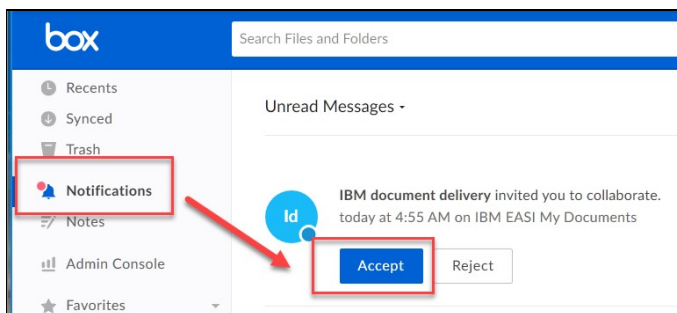 box
Search Files and Folders
Recents
Synced
Trash
Notifications
Notes
Admin Console
Favorites
Unread Messages
Id
IBM document delivery invited you to collaborate.
today at 4:55 AM on IBM EASI My Documents
Accept Reject